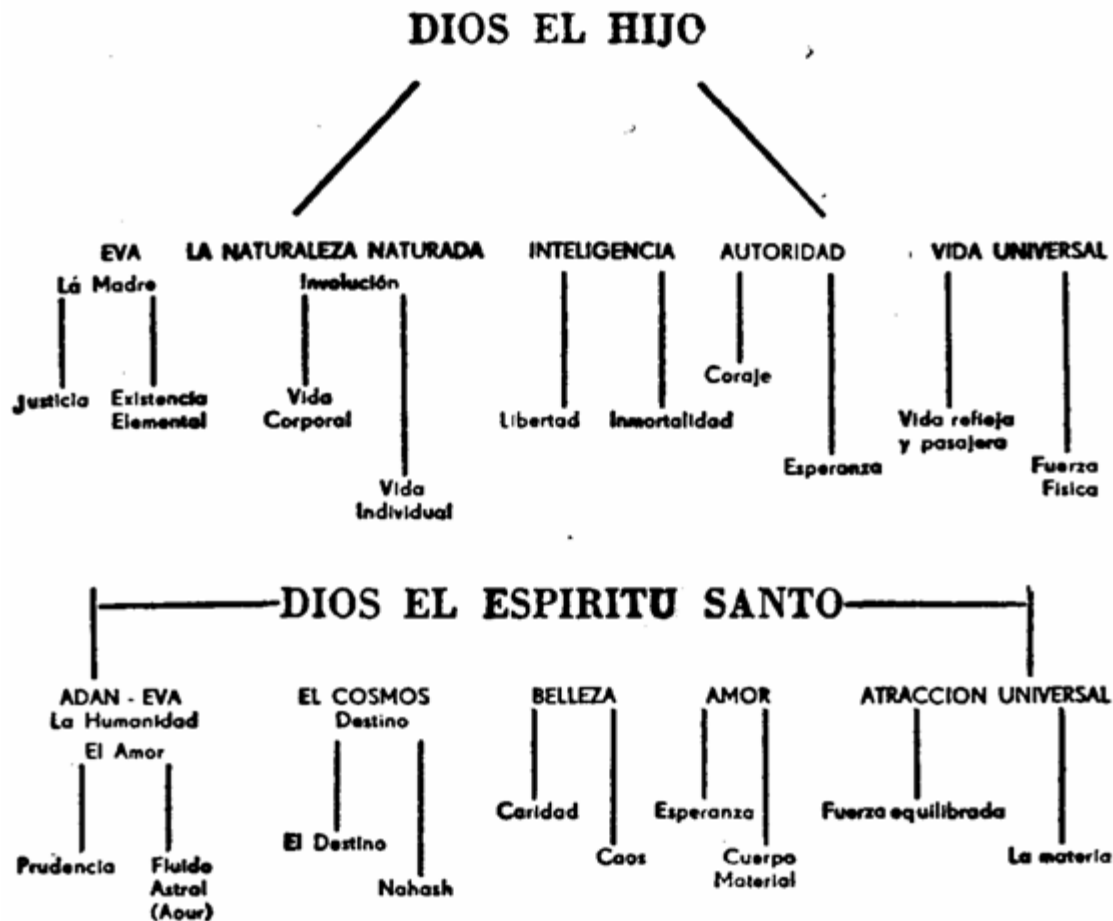 DIOS EL HIJO
EVA LA NATURALEZA NATURADA INTELIGENCIA AUTORIDAD VIDA UNIVERSAL
Lá Madre Involución
Coraje
Justicia Existencia Vida Libertad Inmortalidad Vida refleja
Elemental Corporal y pasajera
Esperanza Fuerza
Vida Física
Individual
DIOS EL ESPIRITU SANTO
ADAN - EVA EL COSMOS BELLEZA AMOR ATRACCION UNIVERSAL
La Humanidad Destino
El Amor
Caridad Esperanza Fuerza equilibrada
El Destino
Prudencia Fluido Caos Cuerpo La materia
Astral Nahash Material
(Aour)